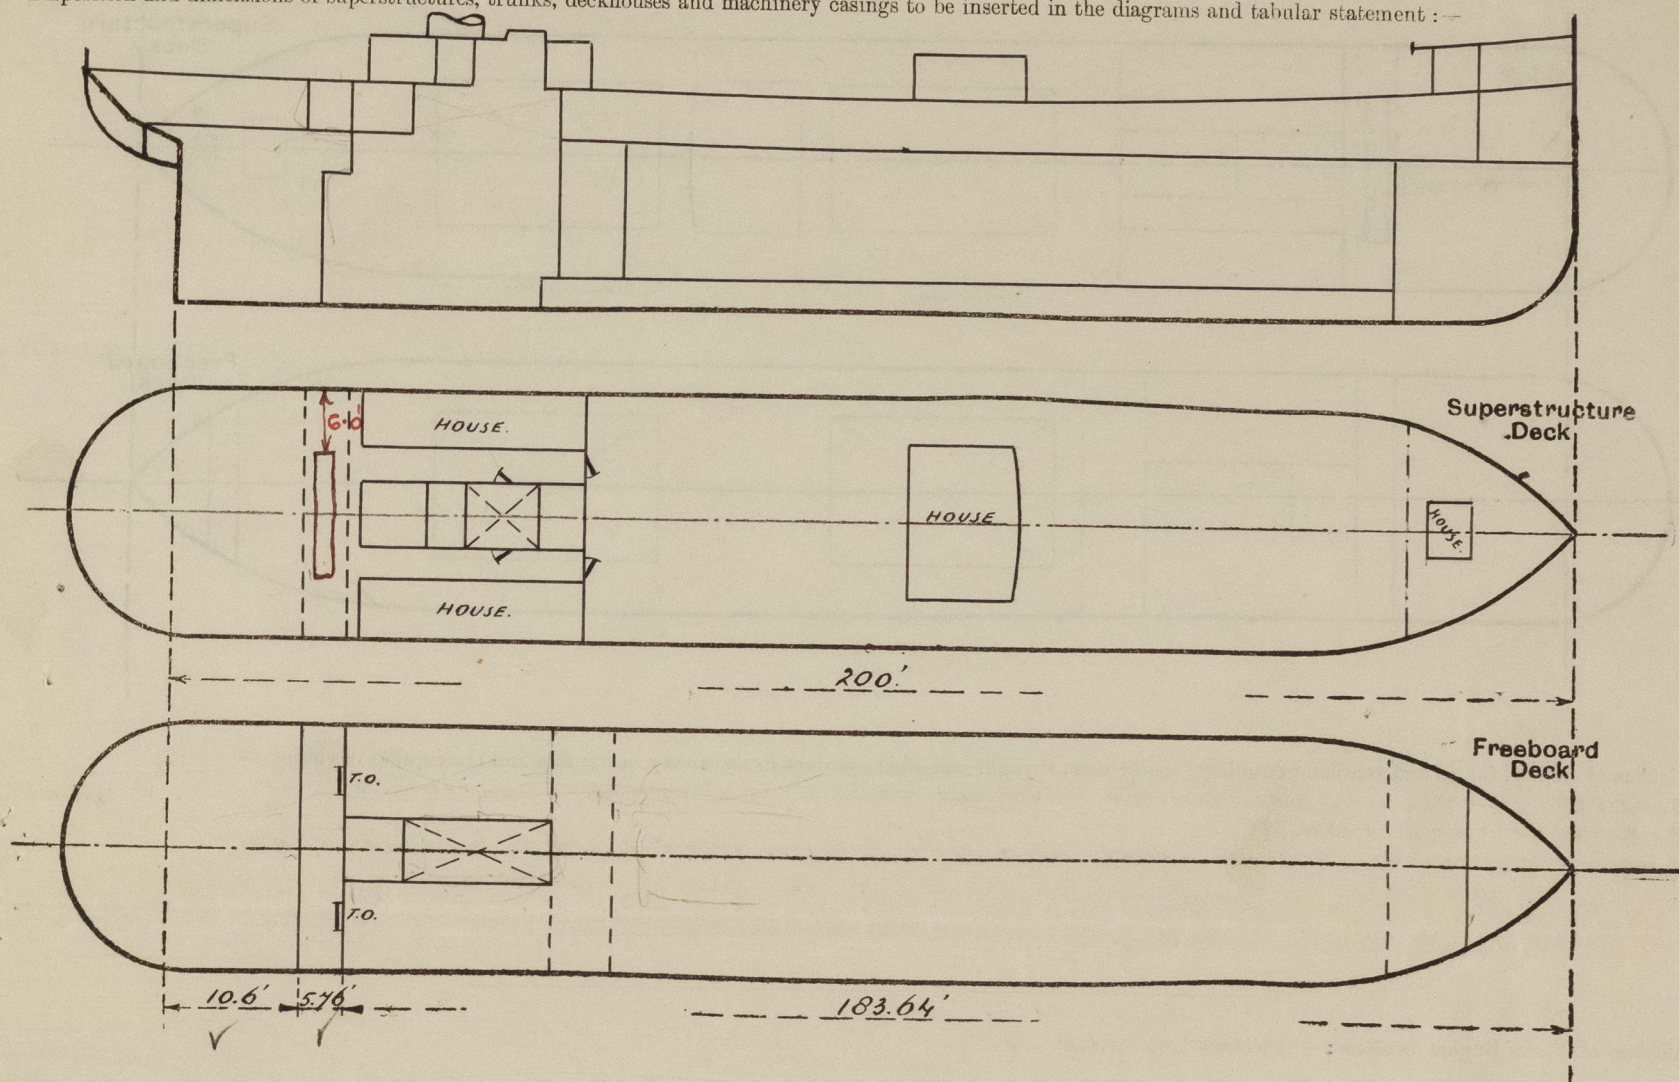 and dimensions of superstructures, trunks, deckhouses and machinery casings to be inserted in the diagrams and tabular statement :—
Superstructure
Deck
6.6'
HOUSE.
HOUSE
HOUSE.
HOUSE.
200.'
Freeboard
Deck
T.O.
T.O.
10.6' 5.76' 183.64'